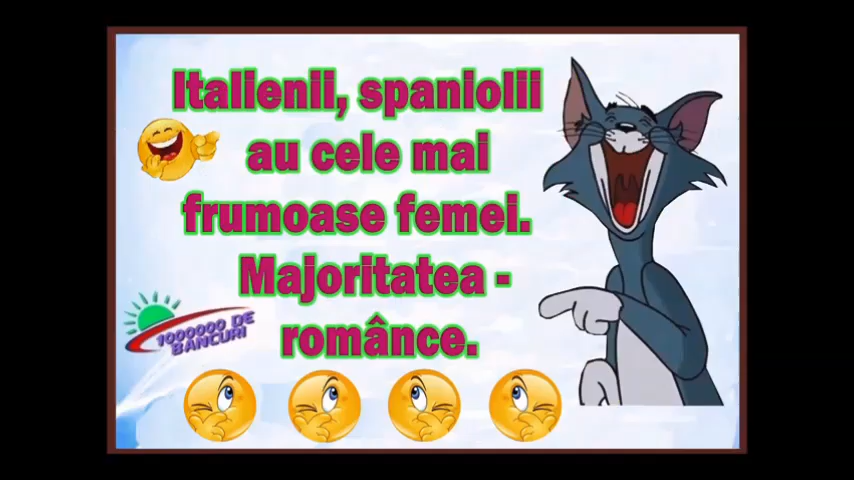 Italienii, spaniolii
au cele mai
frumoase femei.
Majoritatea -
românce.
1000000 DE
BANCURI